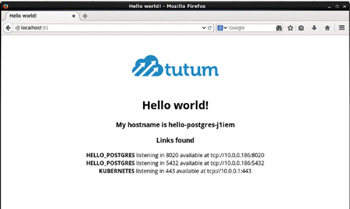 Hello world! - Mozilla Firefox
Hello world!
localhost:82
Google
tutum
Hello world!
My hostname is hello-postgres-j1iem
Links found
HELLO_POSTGRES listening in 8020 available at tcp://10.0.0.186:8020
HELLO_POSTGRES listening in 5432 available at tcp://10.0.0.186:5432
KUBERNETES listening in 443 available at tcp://10.0.0.1:443